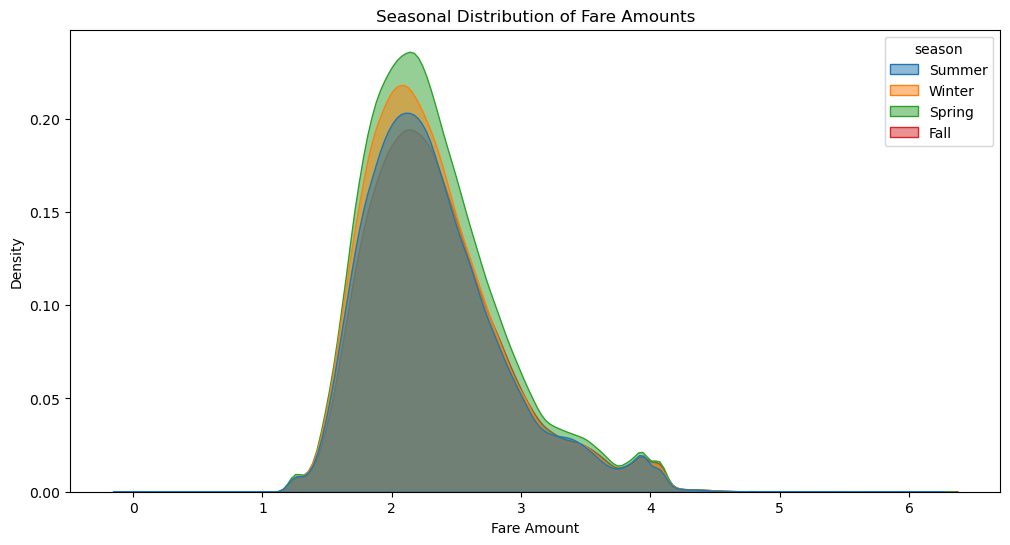 Seasonal Distribution of Fare Amounts
season
Summer
Winter
Spring
Fall
Density
0.20
0.15
0.10
0.05
0.00
0 1 2 3 4 5 6
Fare Amount